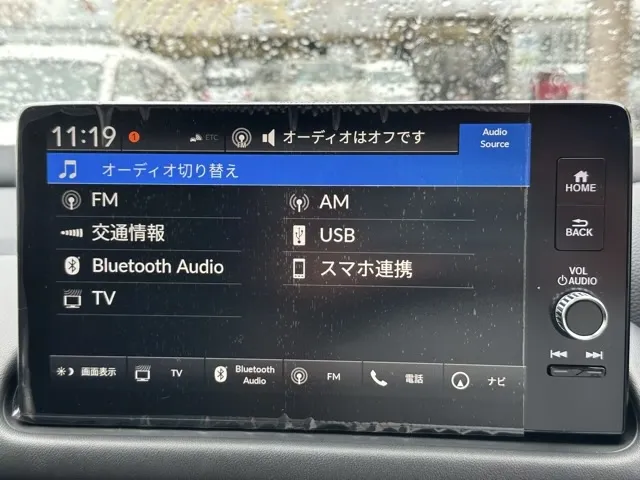 11:19
1
ETC
オーディオはオフです
Audio
Source
オーディオ切り替え
FM
AM
交通情報
USB
Bluetooth Audio
スマホ連携
TV
画面表示
TV
Bluetooth
Audio
FM
電話
ナビ
HOME
BACK
VOL
AUDIO